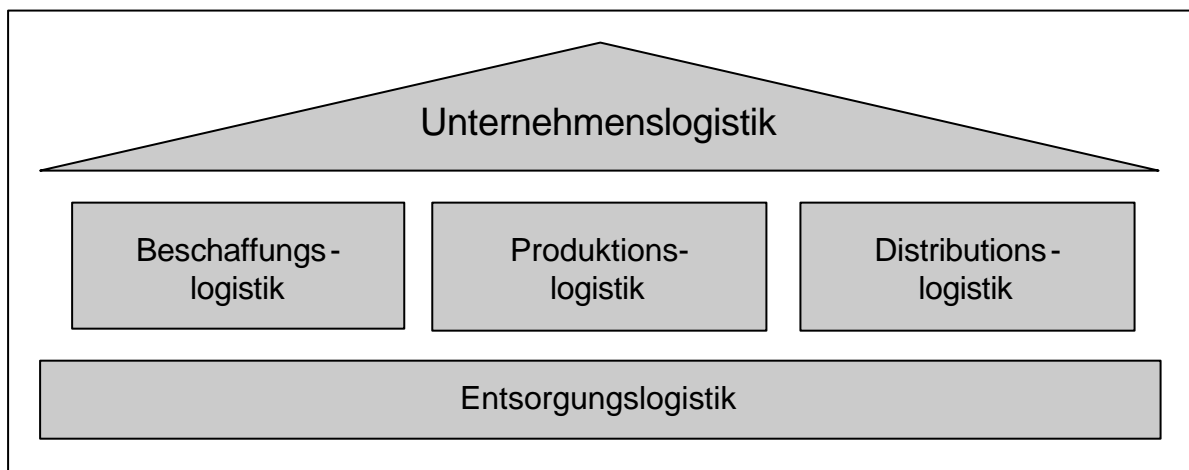 Unternehmenslogistik
Beschaffungs-
logistik
Produktions-
logistik
Distributions-
logistik
Entsorgungslogistik